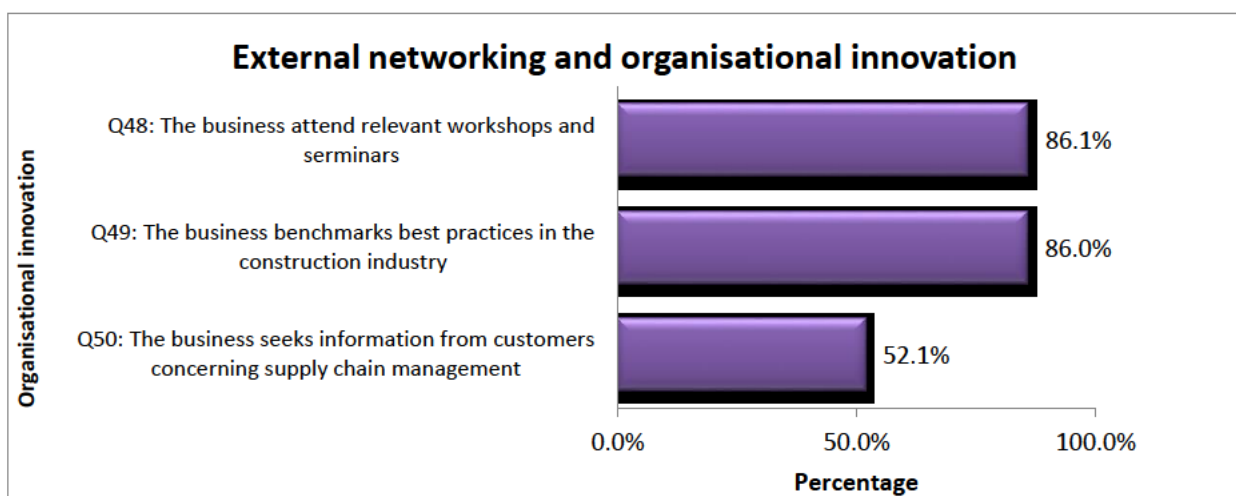 External networking and organisational innovation
Organisational innovation
Q48: The business attend relevant workshops and
serminars
86.1%
Q49: The business benchmarks best practices in the
construction industry
86.0%
Q50: The business seeks information from customers
concerning supply chain management
52.1%
0.0%
50.0%
100.0%
Percentage